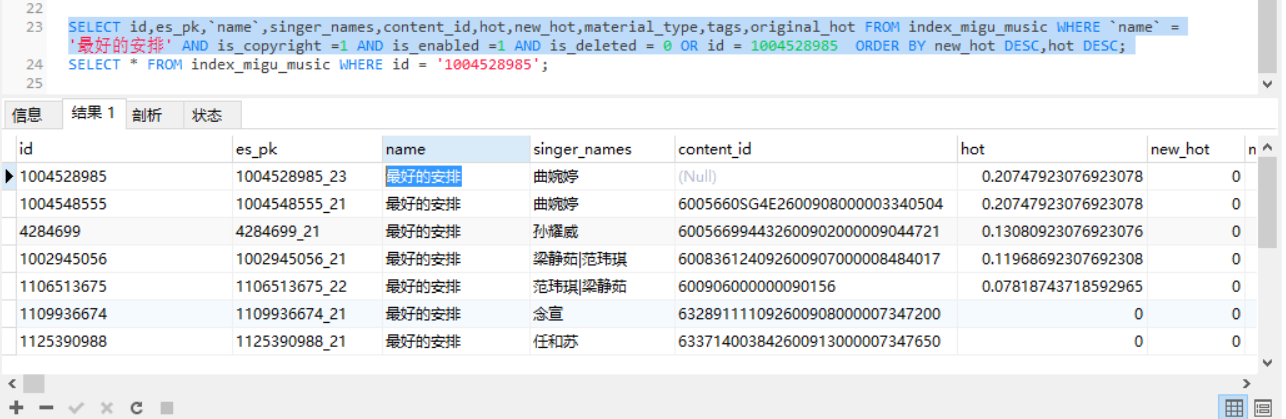 22
23 SELECT id,es_pk,`name`,singer_names,content_id,hot,new_hot,material_type,tags,original_hot FROM index_migu_music WHERE `name` =
'最好的安排' AND is_copyright =1 AND is_enabled =1 AND is_deleted = 0 OR id = 1004528985  ORDER BY new_hot DESC,hot DESC;
24 SELECT * FROM index_migu_music WHERE id = '1004528985';
25
信息 结果 1 剖析 状态
id es_pk name singer_names content_id hot new_hot
1004528985 1004528985_23 最好的安排 曲婉婷 (Null) 0.20747923076923078 0
1004548555 1004548555_21 最好的安排 曲婉婷 6005660SG4E2600908000003340504 0.20747923076923078 0
4284699 4284699_21 最好的安排 孙耀威 600566994432600902000009044721 0.13080923076923076 0
1002945056 1002945056_21 最好的安排 梁静茹|范玮琪 600836124092600907000008484017 0.11968692307692308 0
1106513675 1106513675_22 最好的安排 范玮琪|梁静茹 600906000000090156 0.07818743718592965 0
1109936674 1109936674_21 最好的安排 念宣 632891111092600908000007347200 0 0
1125390988 1125390988_21 最好的安排 任和苏 633714003842600913000007347650 0 0